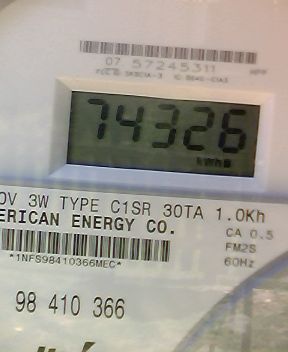 07 57245311
74326
kWhs
0V 3W TYPE C1SR 30TA 1.0Kh
ERICAN ENERGY CO.
CA 0.5
FM2S
*1NFS98410366MEC*
60Hz
98 410 366